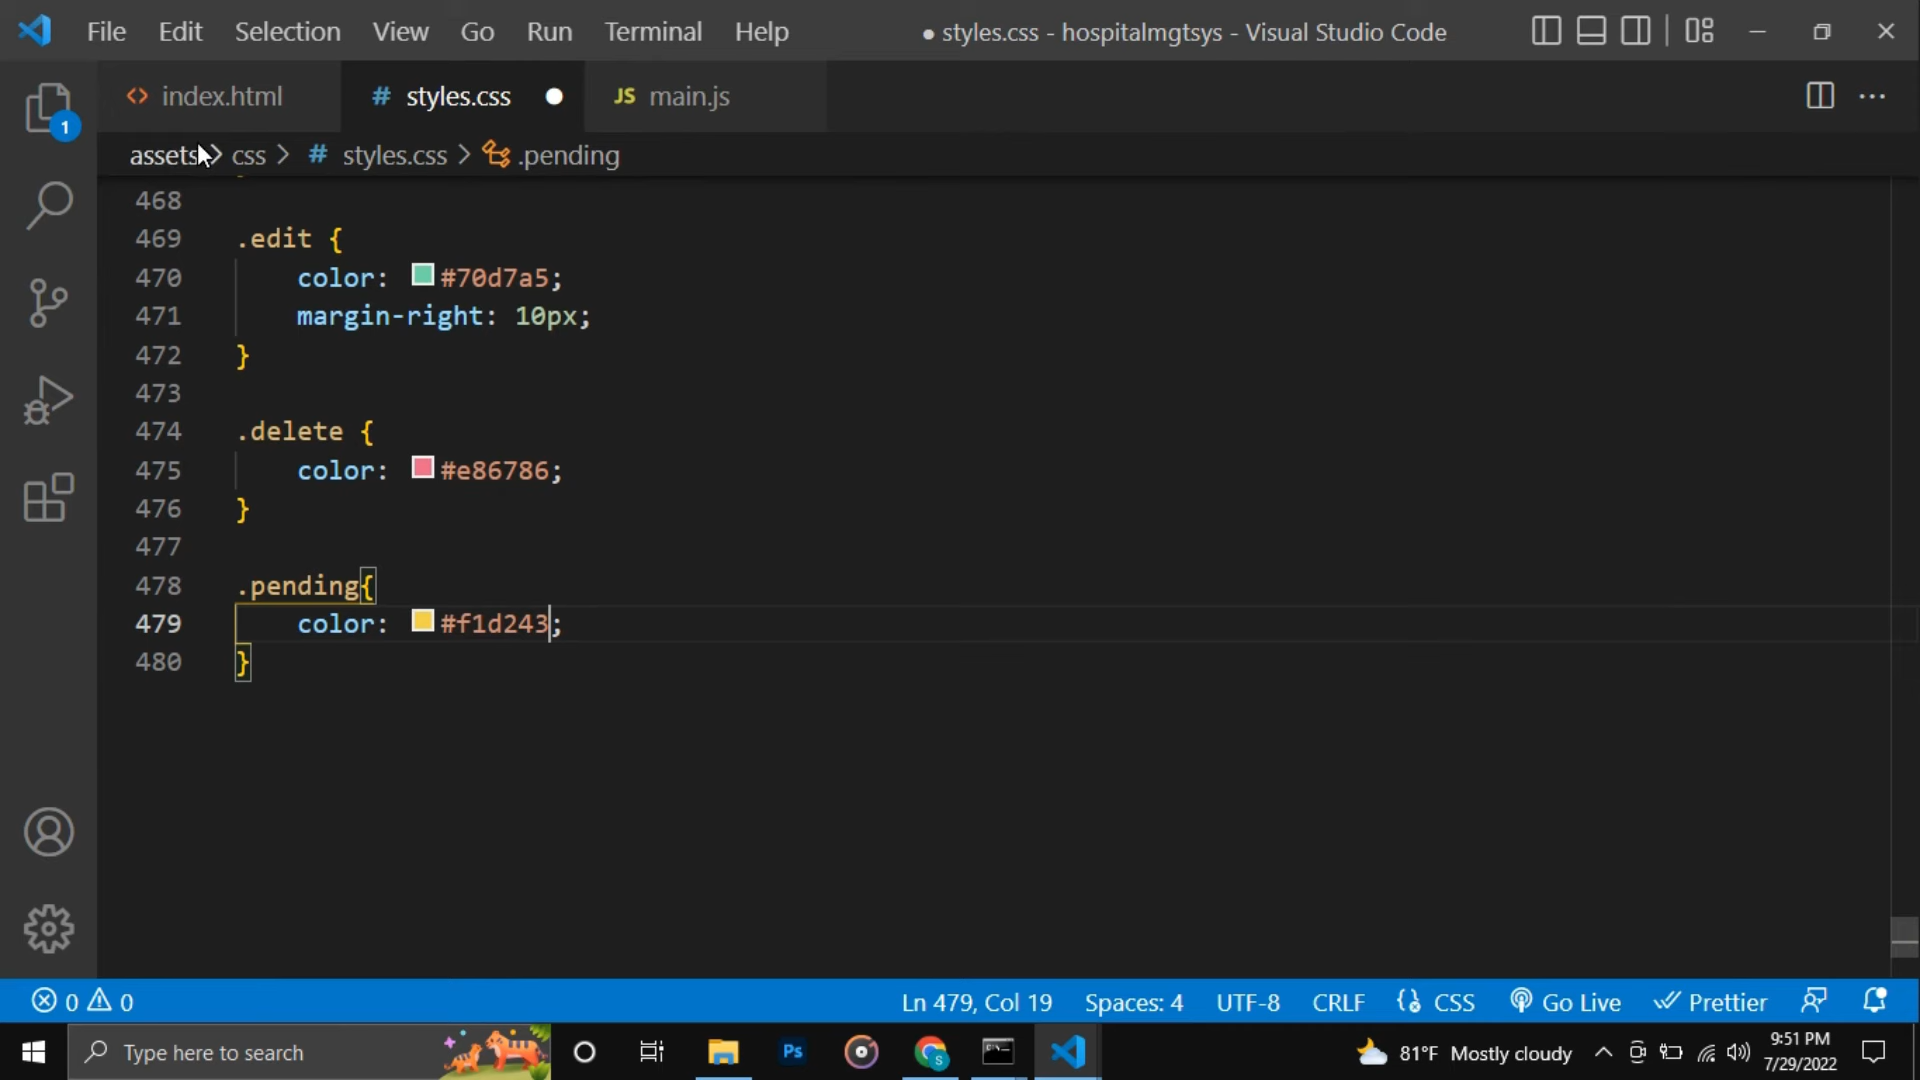 File Edit Selection View Go Run Terminal Help ● styles.css - hospitalmgtsys - Visual Studio Code
<> index.html # styles.css ● JS main.js ···
1
assets > css > # styles.css > .pending
468
469 .edit {
470 color: #70d7a5;
471 margin-right: 10px;
472 }
473
474 .delete {
475 color: #e86786;
476 }
477
478 .pending{
479 color: #f1d243;
480 }
0 0 Ln 479, Col 19 Spaces: 4 UTF-8 CRLF CSS Go Live Prettier
Type here to search Ps 81°F Mostly cloudy 9:51 PM
7/29/2022